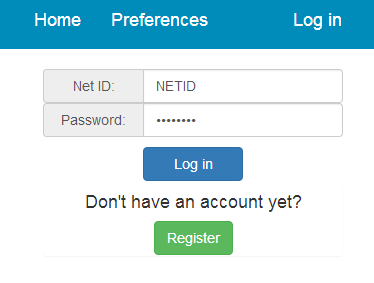 Home Preferences Log in
Net ID: NETID
Password: ••••••••
Log in
Don't have an account yet?
Register